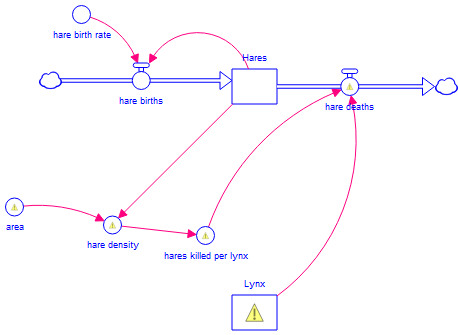 hare birth rate
Hares
hare births
hare deaths
area
hare density
hares killed per lynx
Lynx